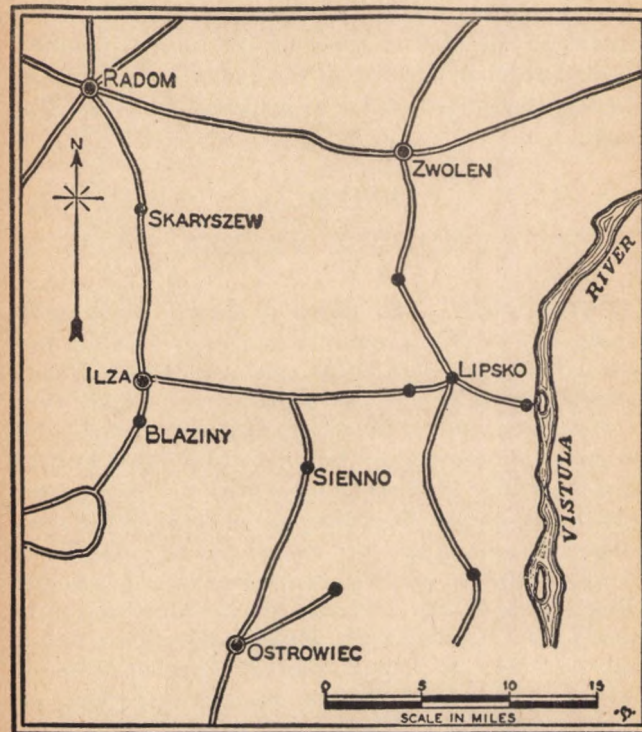 RADOM
N
ZWOLEN
SKARYSZEW
RIVER
ILZA
LIPSKO
BLAZINY
SIENNO
VISTULA
OSTROWIEC
0 5 10 15
SCALE IN MILES